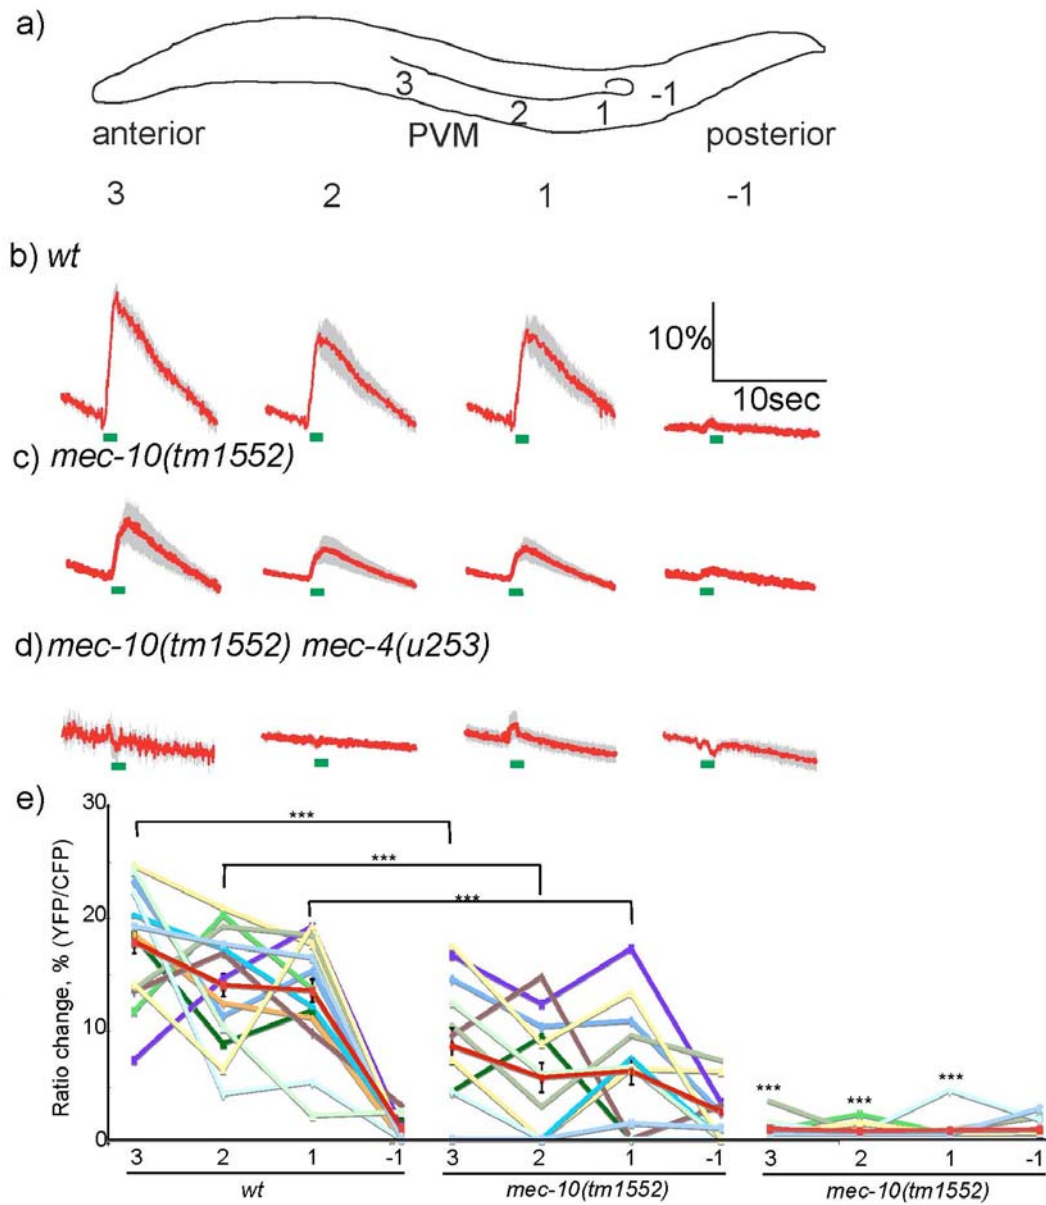 a)
3
2
1
-1
anterior
PVM
posterior
3 2 1 -1
b) wt
10%
10sec
c) mec-10(tm1552)
d) mec-10(tm1552) mec-4(u253)
e)
Ratio change, % (YFP/CFP)
30
20
10
0
***
***
***
***
***
***
3 2 1 -1 3 2 1 -1 3 2 1 -1
wt mec-10(tm1552) mec-10(tm1552)